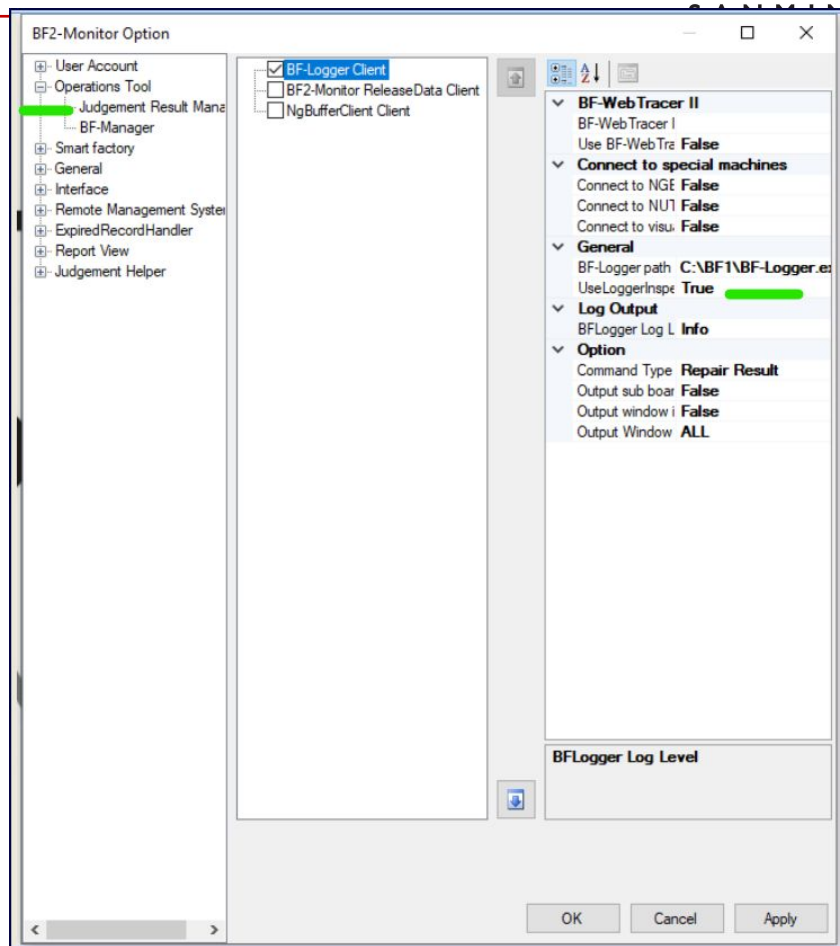 BF2-Monitor Option
User Account
Operations Tool
Judgement Result Mana
BF-Manager
Smart factory
General
Interface
Remote Management System
ExpiredRecordHandler
Report View
Judgement Helper
BF-Logger Client
BF2-Monitor ReleaseData Client
NgBufferClient Client
BF-WebTracer II
BF-WebTracer I
Use BF-WebTra False
Connect to special machines
Connect to NGE False
Connect to NUT False
Connect to visu False
General
BF-Logger path C:\BF1\BF-Logger.ex
UseLoggerInspe True
Log Output
BFLogger Log L Info
Option
Command Type Repair Result
Output sub boar False
Output window i False
Output Window ALL
BFLogger Log Level
OK Cancel Apply